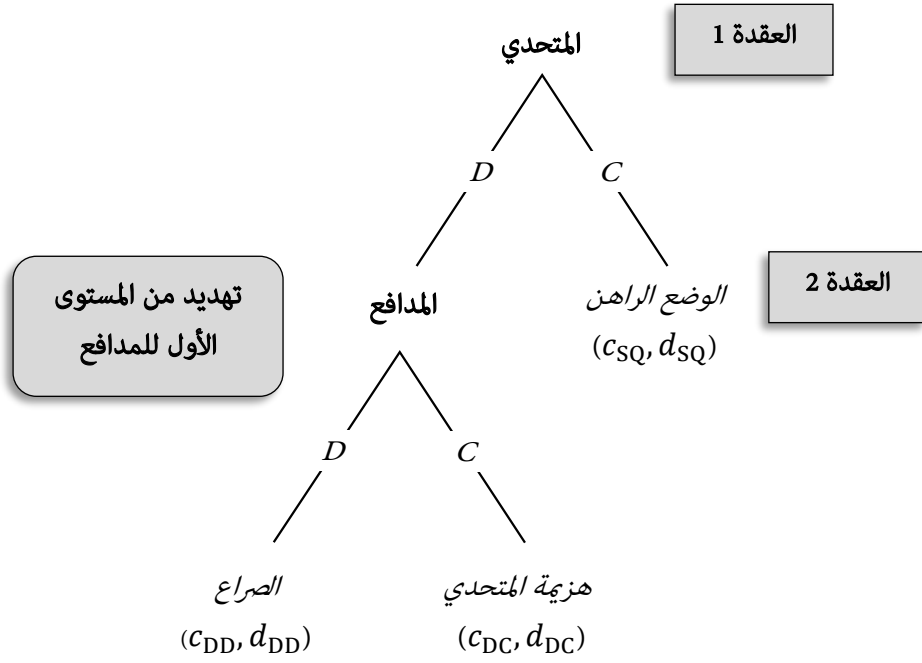 العقدة 1
المتحدي
D
C
العقدة 2
الوضع الراهن
(c_SQ, d_SQ)
المدافع
تهديد من المستوى
الأول للمدافع
D
C
الصراع
(c_DD, d_DD)
هزيمة المتحدي
(c_DC, d_DC)